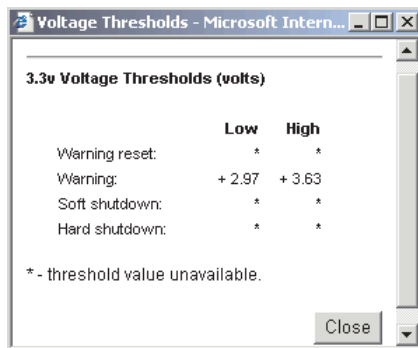 Voltage Thresholds - Microsoft Intern...
3.3v Voltage Thresholds (volts)
Low High
Warning reset: * *
Warning: + 2.97 + 3.63
Soft shutdown: * *
Hard shutdown: * *
* - threshold value unavailable.
Close